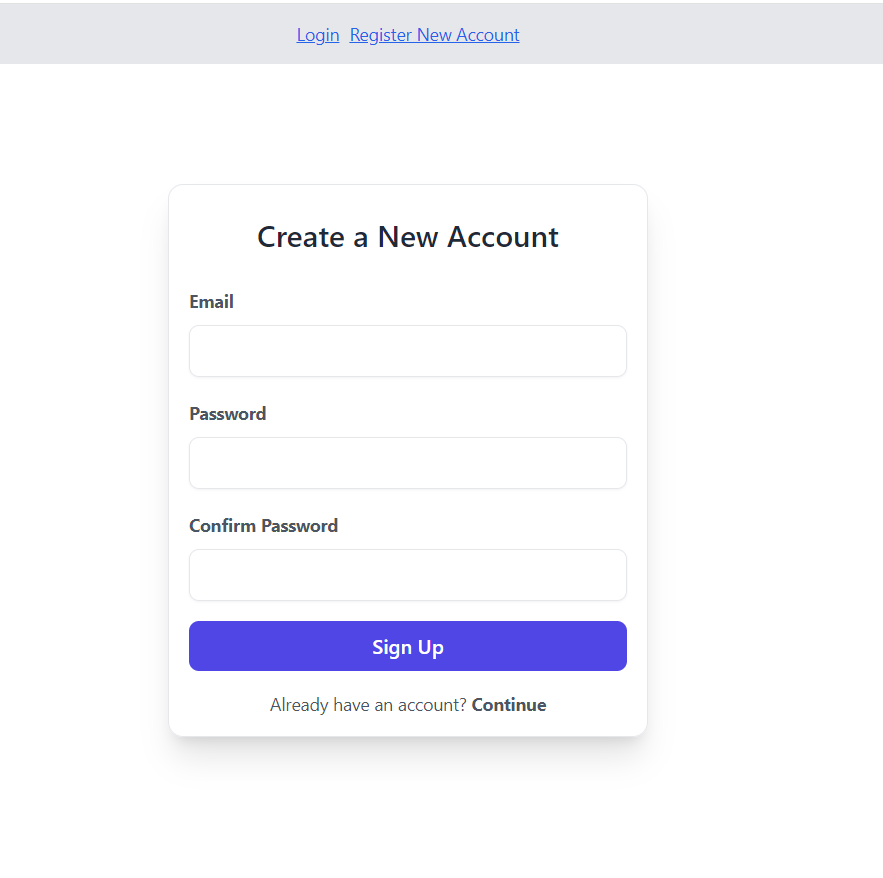 Login Register New Account
Create a New Account
Email
Password
Confirm Password
Sign Up
Already have an account? Continue